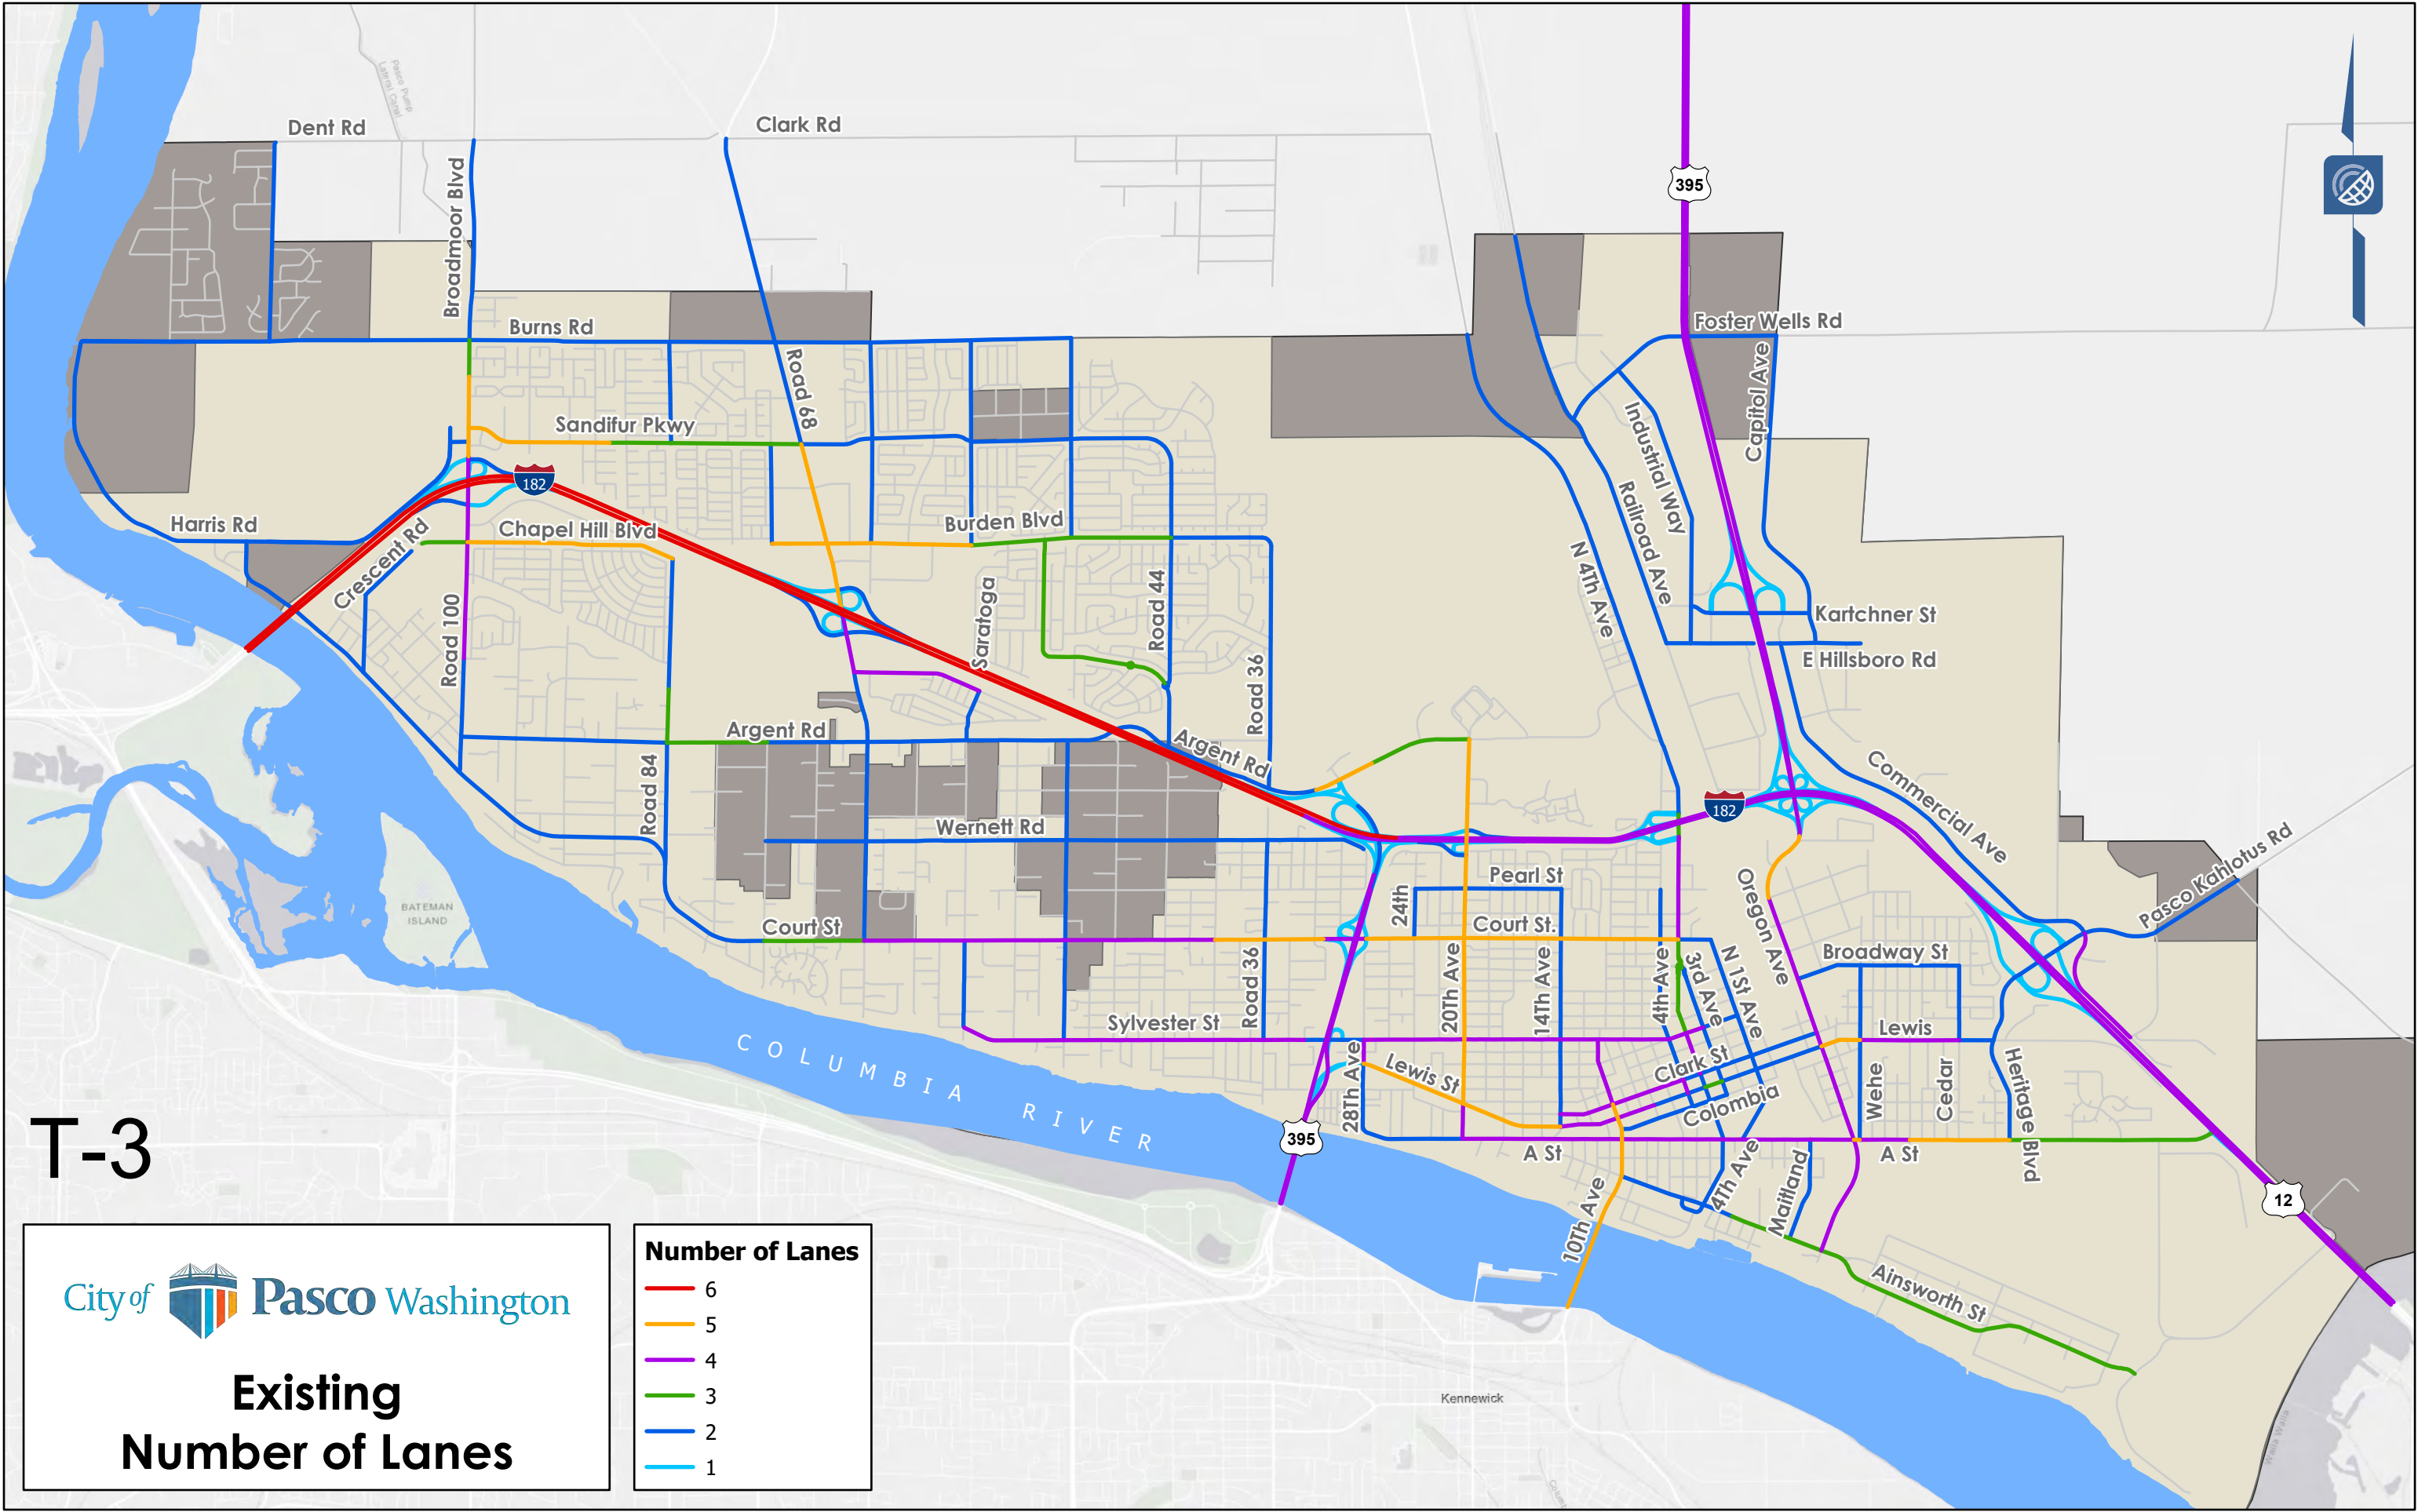 Dent Rd
Clark Rd
Pasco Pump
Lateral Canal
Broadmoor Blvd
395
Burns Rd
Foster Wells Rd
Road 68
Capitol Ave
Sandifur Pkwy
Industrial Way
182
Harris Rd
Chapel Hill Blvd
Burden Blvd
Railroad Ave
Crescent Rd
N 4Th Ave
Road 100
Saratoga
Road 44
Road 36
Kartchner St
E Hillsboro Rd
Argent Rd
Argent Rd
Road 84
Commercial Ave
182
Wernett Rd
Pearl St
Oregon Ave
Pasco Kahlotus Rd
BATEMAN
ISLAND
24th
Court St
Court St.
Broadway St
Road 36
20Th Ave
14Th Ave
4Th Ave
3rd Ave
N 1St Ave
Sylvester St
Lewis
COLUMBIA RIVER
28Th Ave
Lewis St
Clark St
Colombia
Wehe
Cedar
Heritage Blvd
T-3
395
A St
A St
4Th Ave
Maitland
10Th Ave
12
Ainsworth St
City of Pasco Washington
Existing
Number of Lanes
Number of Lanes
6
5
4
3
2
1
Kennewick
Walla Walla